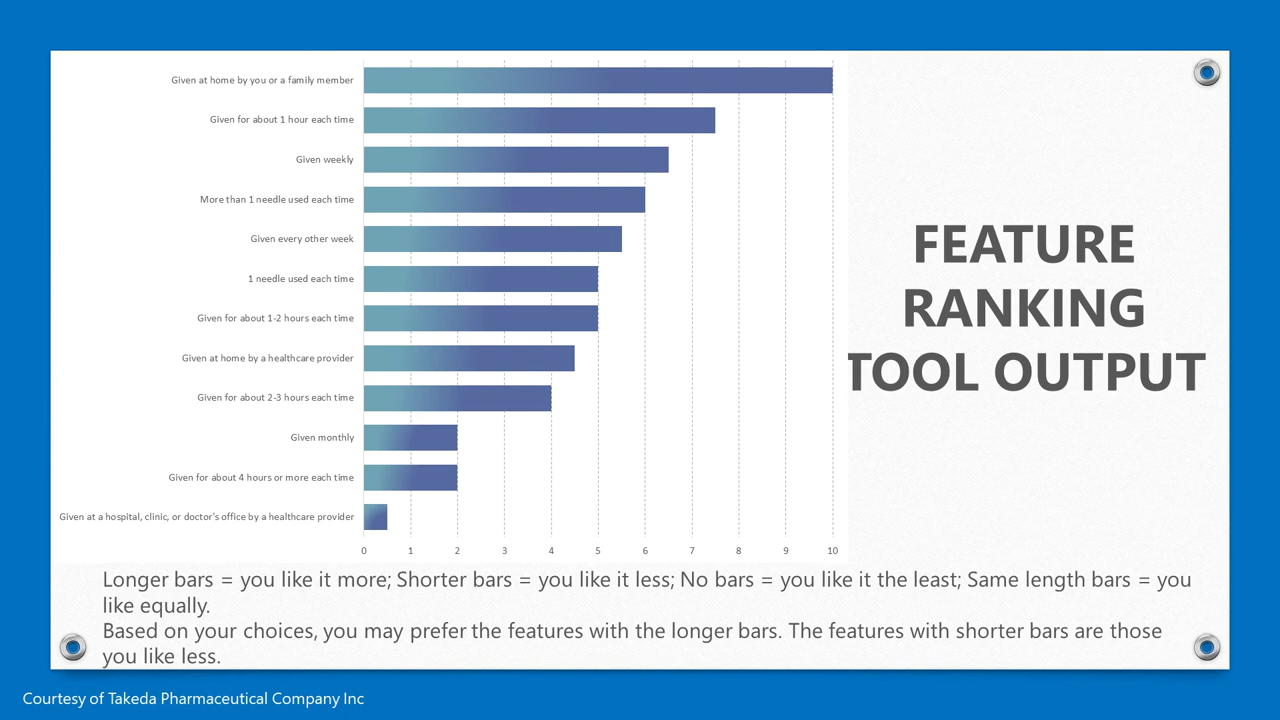 Given at home by you or a family member
Given for about 1 hour each time
Given weekly
More than 1 needle used each time
Given every other week
1 needle used each time
Given for about 1-2 hours each time
Given at home by a healthcare provider
Given for about 2-3 hours each time
Given monthly
Given for about 4 hours or more each time
Given at a hospital, clinic, or doctor's office by a healthcare provider
0 1 2 3 4 5 6 7 8 9 10
FEATURE
RANKING
TOOL OUTPUT
Longer bars = you like it more; Shorter bars = you like it less; No bars = you like it the least; Same length bars = you
like equally.
Based on your choices, you may prefer the features with the longer bars. The features with shorter bars are those
you like less.
Courtesy of Takeda Pharmaceutical Company Inc